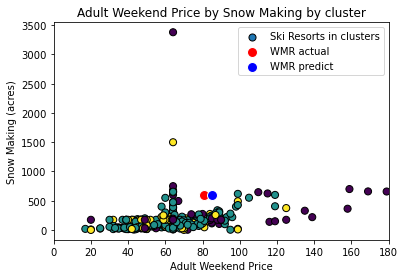 Adult Weekend Price by Snow Making by cluster
Ski Resorts in clusters
WMR actual
WMR predict
Snow Making (acres)
3500
3000
2500
2000
1500
1000
500
0
0 20 40 60 80 100 120 140 160 180
Adult Weekend Price